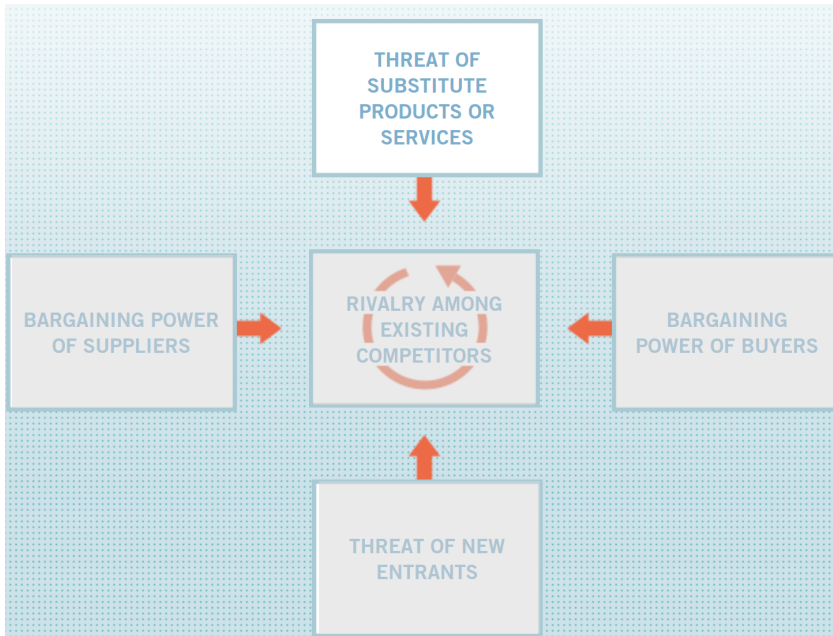 THREAT OF
SUBSTITUTE
PRODUCTS OR
SERVICES
BARGAINING POWER
OF SUPPLIERS
RIVALRY AMONG
EXISTING
COMPETITORS
BARGAINING
POWER OF BUYERS
THREAT OF NEW
ENTRANTS